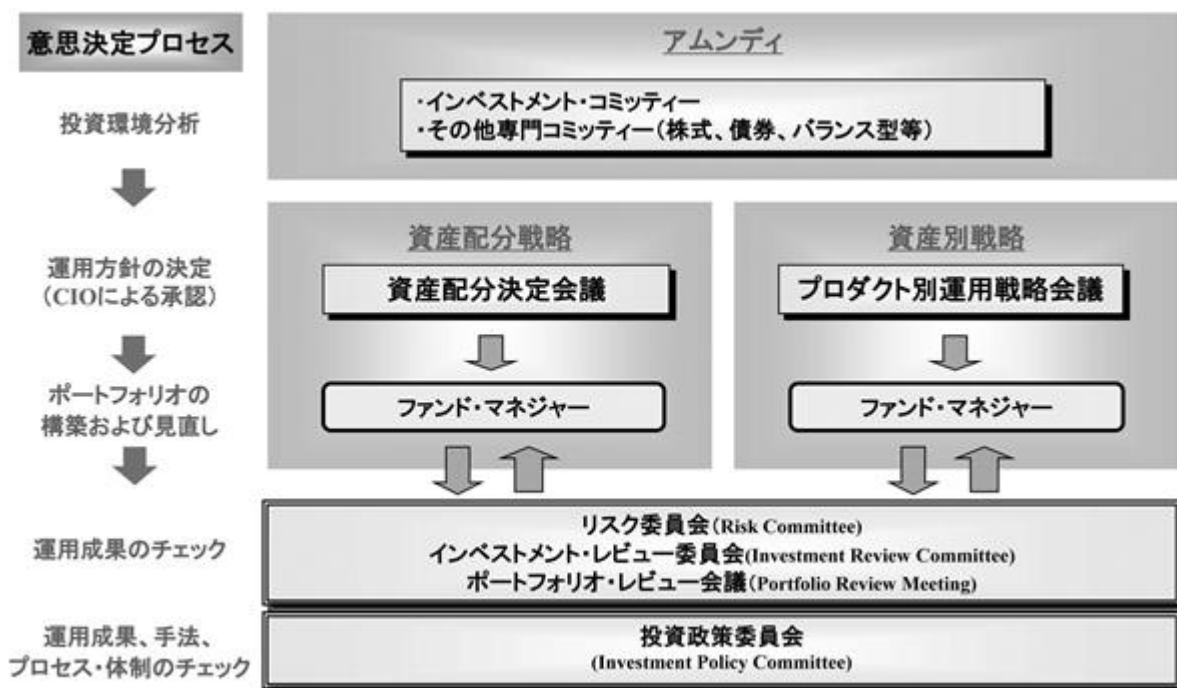 意思決定プロセス
アムンディ
投資環境分析
・インベストメント・コミッティー
・その他専門コミッティー(株式、債券、バランス型等)
資産配分戦略
資産別戦略
運用方針の決定
(CIOによる承認)
資産配分決定会議
プロダクト別運用戦略会議
ポートフォリオの
構築および見直し
ファンド・マネジャー
ファンド・マネジャー
運用成果のチェック
リスク委員会(Risk Committee)
インベストメント・レビュー委員会(Investment Review Committee)
ポートフォリオ・レビュー会議(Portfolio Review Meeting)
運用成果、手法、
プロセス・体制のチェック
投資政策委員会
(Investment Policy Committee)